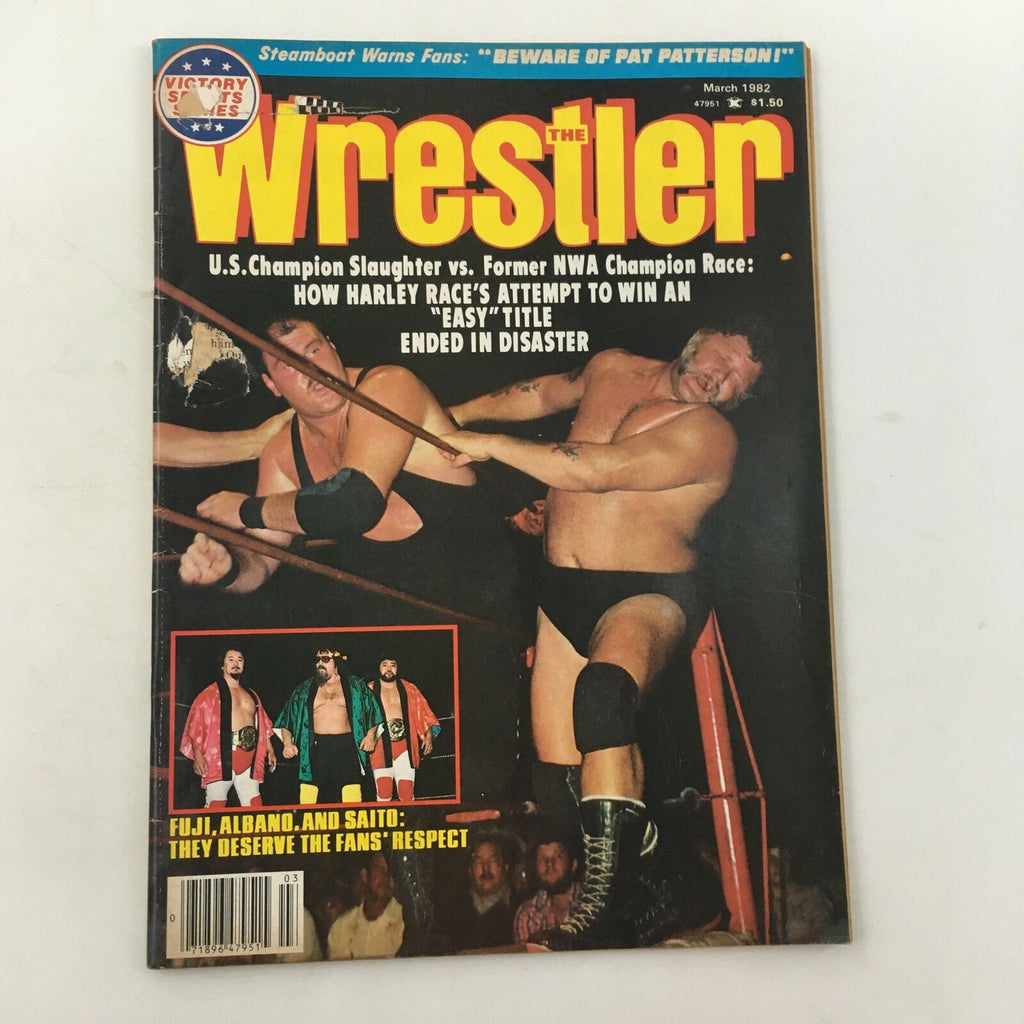 Steamboat Warns Fans: "BEWARE OF PAT PATTERSON!"
VICTORY
SPORTS
SERIES
March 1982
47951 $1.50
THE
Wrestler
U.S.Champion Slaughter vs. Former NWA Champion Race:
HOW HARLEY RACE'S ATTEMPT TO WIN AN
"EASY" TITLE
ENDED IN DISASTER
FUJI, ALBANO, AND SAITO:
THEY DESERVE THE FANS' RESPECT
03
0
71896 47951